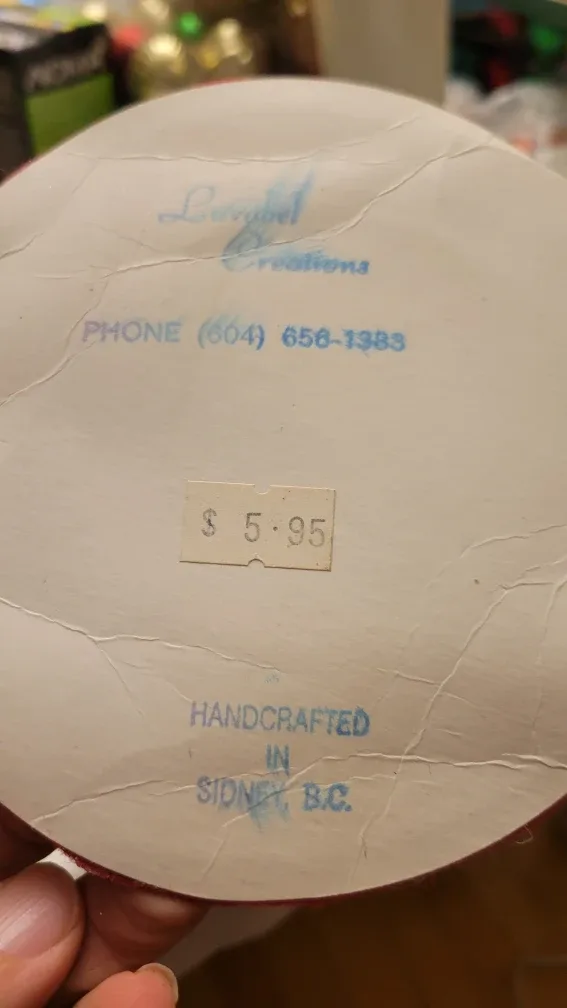 Creations
PHONE (604) 656-1383
$ 5.95
HANDCRAFTED
IN
SIDNEY, B.C.